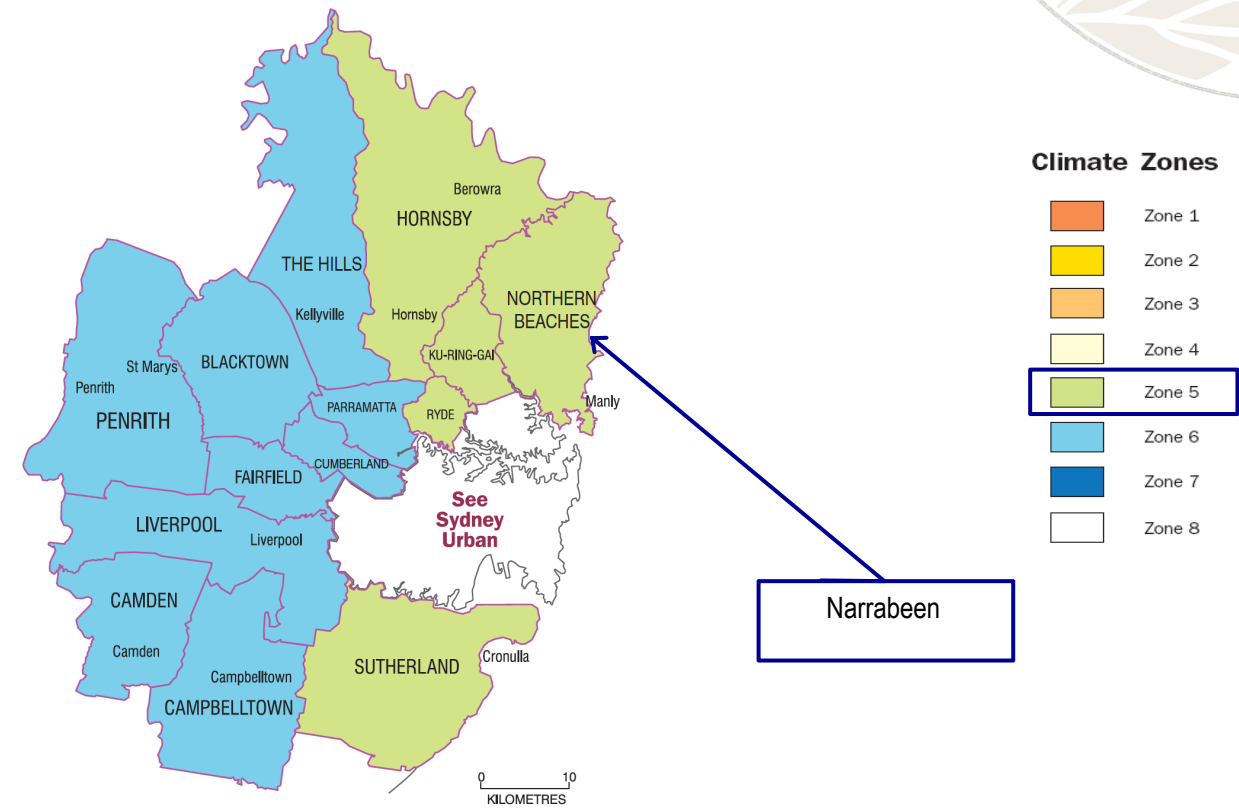 Berowra
HORNSBY
THE HILLS
NORTHERN
BEACHES
Kellyville
Hornsby
KU-RING-GAI
St Marys
BLACKTOWN
Penrith
PENRITH
PARRAMATTA
RYDE
Manly
CUMBERLAND
FAIRFIELD
See
Sydney
Urban
LIVERPOOL
Liverpool
CAMDEN
Camden
Campbelltown
CAMPBELLTOWN
SUTHERLAND
Cronulla
0 10
KILOMETRES
Narrabeen
Climate Zones
Zone 1
Zone 2
Zone 3
Zone 4
Zone 5
Zone 6
Zone 7
Zone 8